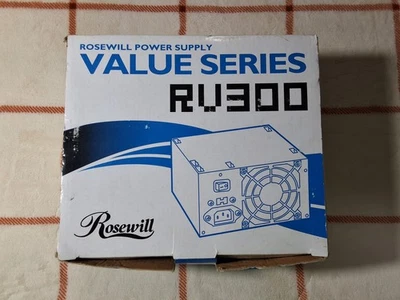 ROSEWILL POWER SUPPLY
VALUE SERIES
RV300
Rosewill